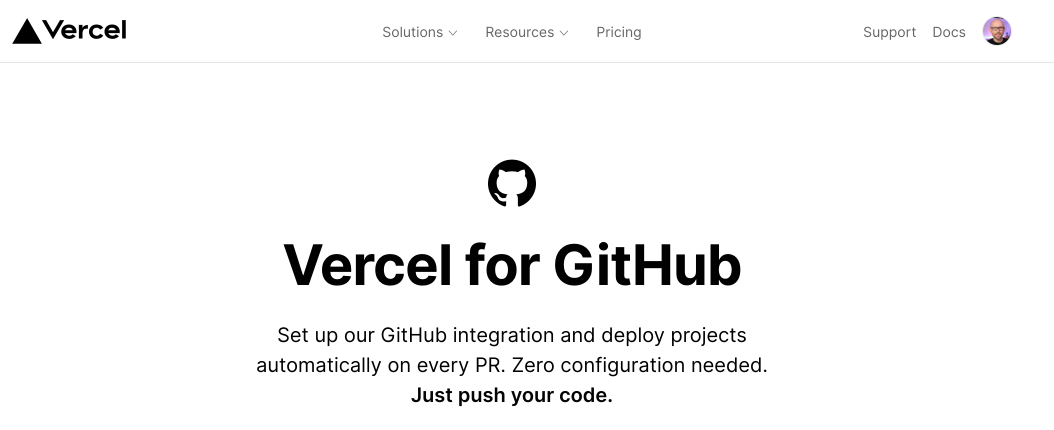 Vercel
Solutions Resources Pricing
Support Docs
Vercel for GitHub
Set up our GitHub integration and deploy projects
automatically on every PR. Zero configuration needed.
Just push your code.